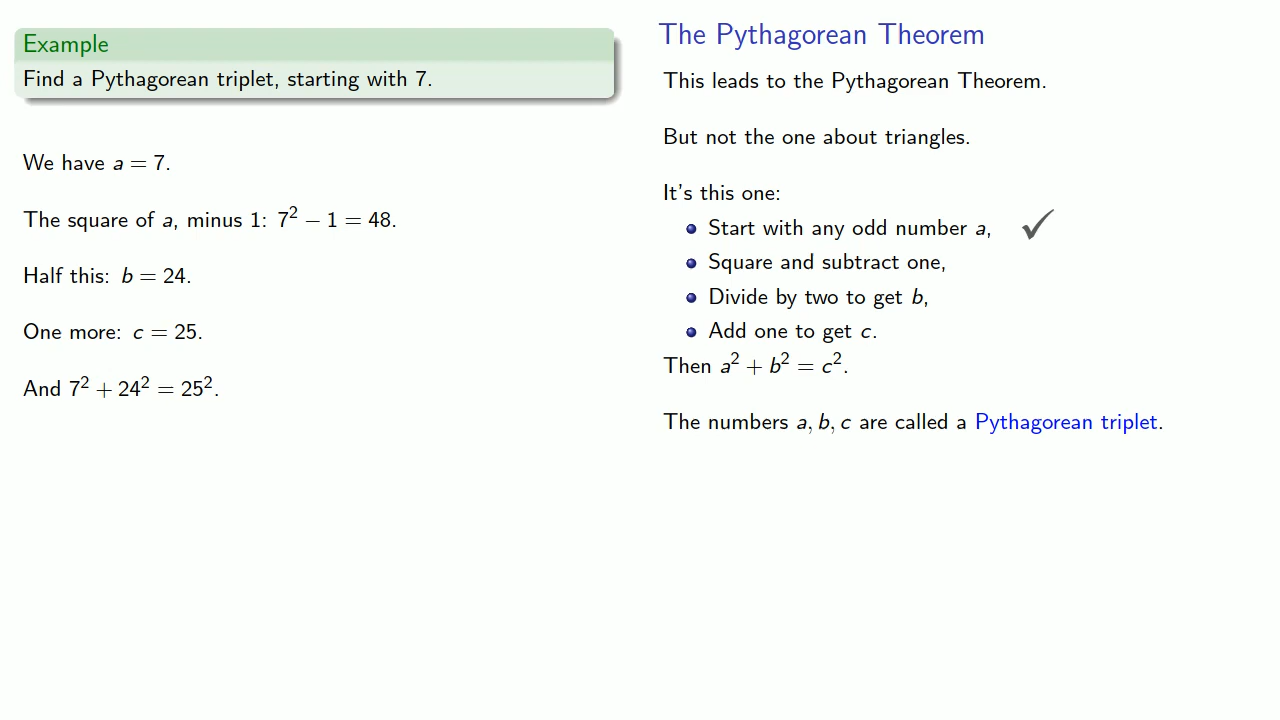 Example
Find a Pythagorean triplet, starting with 7.
We have a = 7.
The square of a, minus 1: 7² − 1 = 48.
Half this: b = 24.
One more: c = 25.
And 7² + 24² = 25².
The Pythagorean Theorem
This leads to the Pythagorean Theorem.
But not the one about triangles.
It's this one:
Start with any odd number a, ✓
Square and subtract one,
Divide by two to get b,
Add one to get c.
Then a² + b² = c².
The numbers a, b, c are called a Pythagorean triplet.